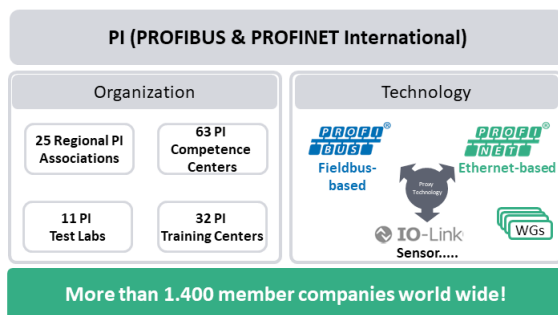 PI (PROFIBUS & PROFINET International)
Organization
25 Regional PI
Associations
63 PI
Competence
Centers
11 PI
Test Labs
32 PI
Training Centers
Technology
PROFI®
BUS
Fieldbus-
based
PROFI®
NET
Ethernet-based
Proxy
Technology
IO-Link
Sensor.....
WGs
More than 1.400 member companies world wide!